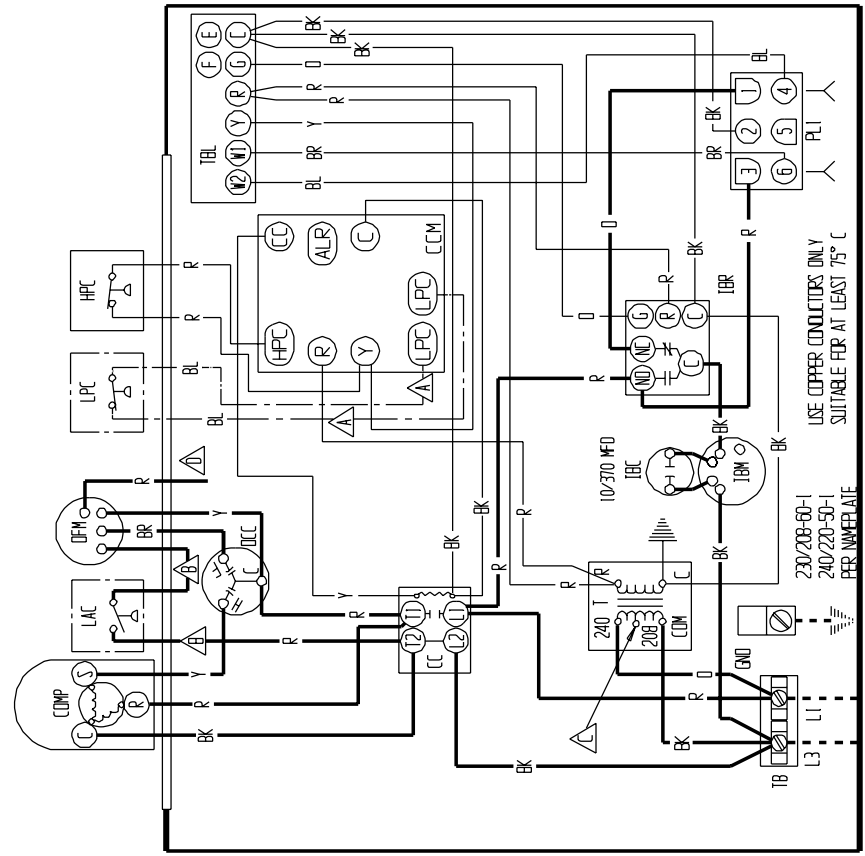 TBL
E
C
F
G
R
Y
W1
W2
BK
BK
BK
O
R
R
Y
BR
BL
BL
BK
BR
1
4
2
5
3
6
PL1
CC
ALR
C
HPC
R
Y
LPC
LPC
CCM
HPC
R
R
LPC
BL
BL
A
A
OFM
R
D
Y
BR
OCC
C
F
H
LAC
B
B
R
R
COMP
S
R
C
Y
R
BK
Y
T1
T2
L1
L2
CC
BK
BK
R
R
R
R
O
R
BK
O
R
G
R
C
NC
NO
C
IBR
BK
BK
BK
10/370 MFD
IBC
IBM
R
C
240
T
208
COM
C
O
R
BK
BK
GND
TB
L1
L3
USE COPPER CONDUCTORS ONLY
SUITABLE FOR AT LEAST 75° C
230/208-60-1
240/220-50-1
PER NAMEPLATE